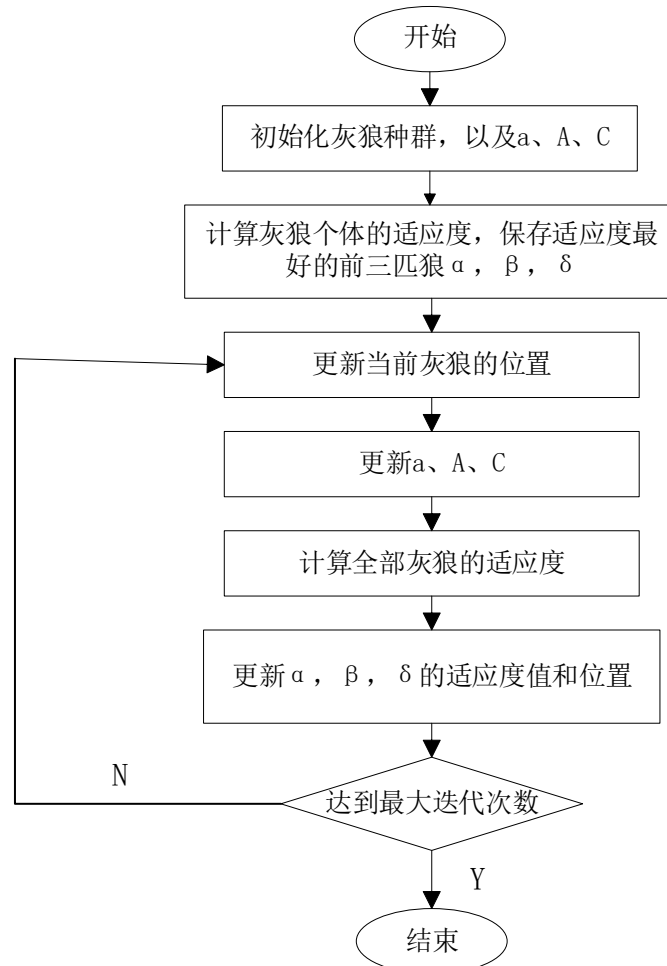 开始
初始化灰狼种群，以及a、A、C
计算灰狼个体的适应度，保存适应度最
好的前三匹狼α，β，δ
更新当前灰狼的位置
更新a、A、C
计算全部灰狼的适应度
更新α，β，δ的适应度值和位置
N
达到最大迭代次数
Y
结束